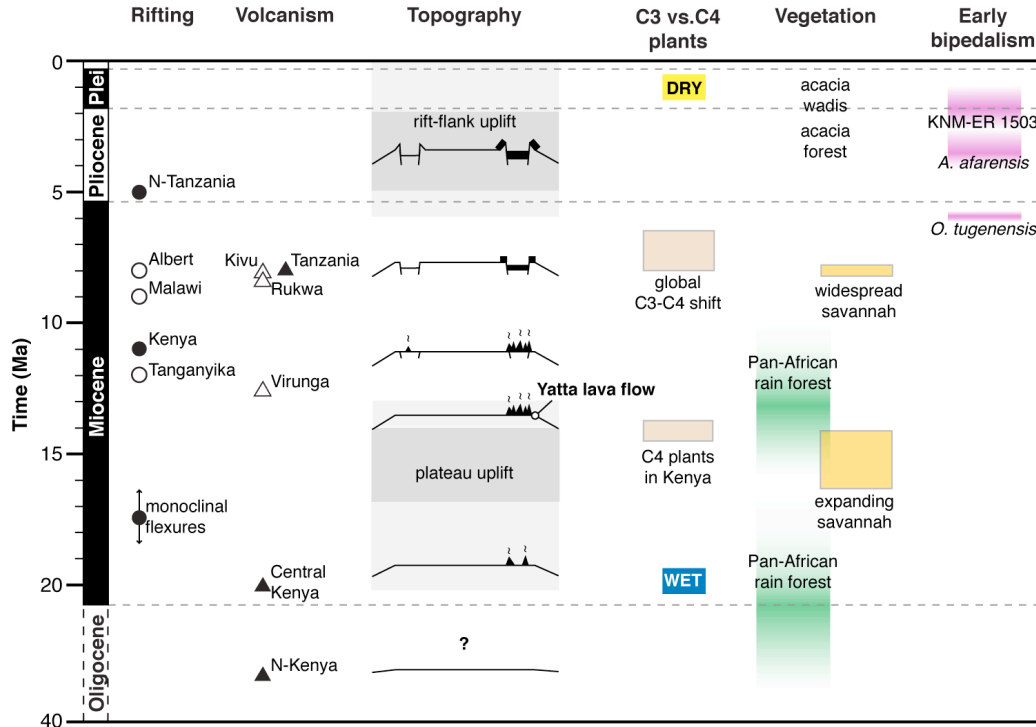 Rifting
Volcanism
Topography
C3 vs.C4
plants
Vegetation
Early
bipedalism
Time (Ma)
0
5
10
15
20
40
Plei
Pliocene
Miocene
Oligocene
DRY
acacia
wadis
rift-flank uplift
acacia
forest
KNM-ER 1503
A. afarensis
N-Tanzania
O. tugenensis
Albert
Kivu
Tanzania
Malawi
Rukwa
global
C3-C4 shift
widespread
savannah
Kenya
Tanganyika
Virunga
Yatta lava flow
Pan-African
rain forest
plateau uplift
C4 plants
in Kenya
monoclinal
flexures
expanding
savannah
Central
Kenya
WET
Pan-African
rain forest
?
N-Kenya